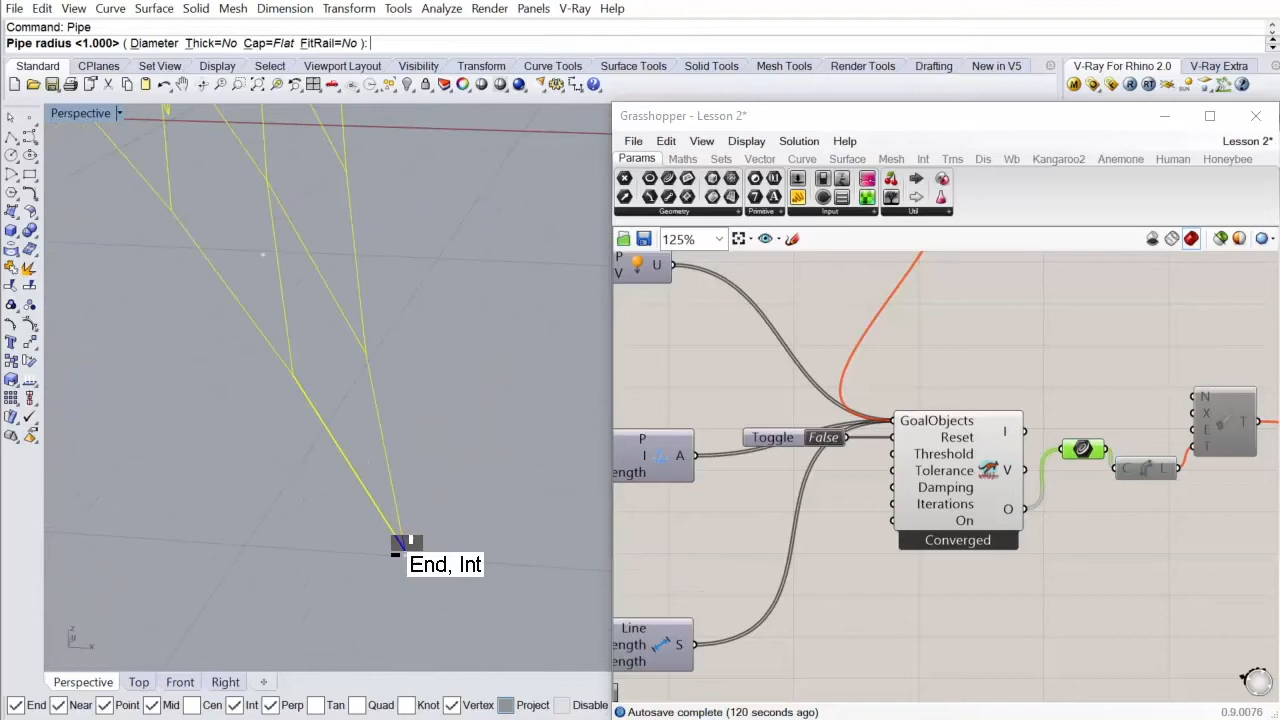 File Edit View Curve Surface Solid Mesh Dimension Transform Tools Analyze Render Panels V-Ray Help
Command: Pipe
Pipe radius <1.000> ( Diameter Thick=No Cap=Flat FitRail=No ):
Standard CPlanes Set View Display Select Viewport Layout Visibility Transform Curve Tools Surface Tools Solid Tools Mesh Tools Render Tools Drafting New in V5 V-Ray For Rhino 2.0 V-Ray Extra
Perspective
Grasshopper - Lesson 2*
File Edit View Display Solution Help Lesson 2*
Params Maths Sets Vector Curve Surface Mesh Int Trns Dis Wb Kangaroo2 Anemone Human Honeybee
Geometry Primitive Input Util
125%
P
V
U
P
I
ength
A
Toggle False
GoalObjects
Reset
Threshold
Tolerance
Damping
Iterations
On
I
V
O
Converged
C L
N
X
E
T
T
Line
ength
ength
S
End, Int
z
y
x
Perspective Top Front Right
End Near Point Mid Cen Int Perp Tan Quad Knot Vertex Project Disable
Autosave complete (120 seconds ago)
0.9.0076